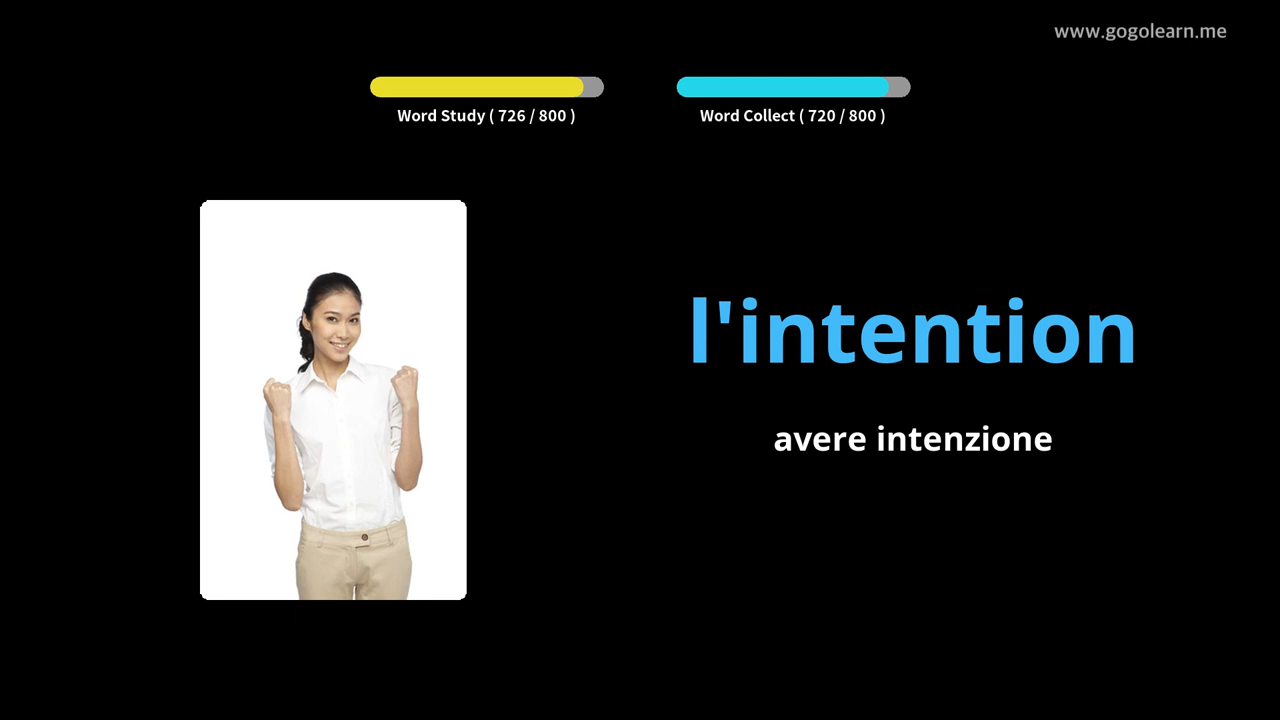 www.gogolearn.me
Word Study ( 726 / 800 )
Word Collect ( 720 / 800 )
l'intention
avere intenzione